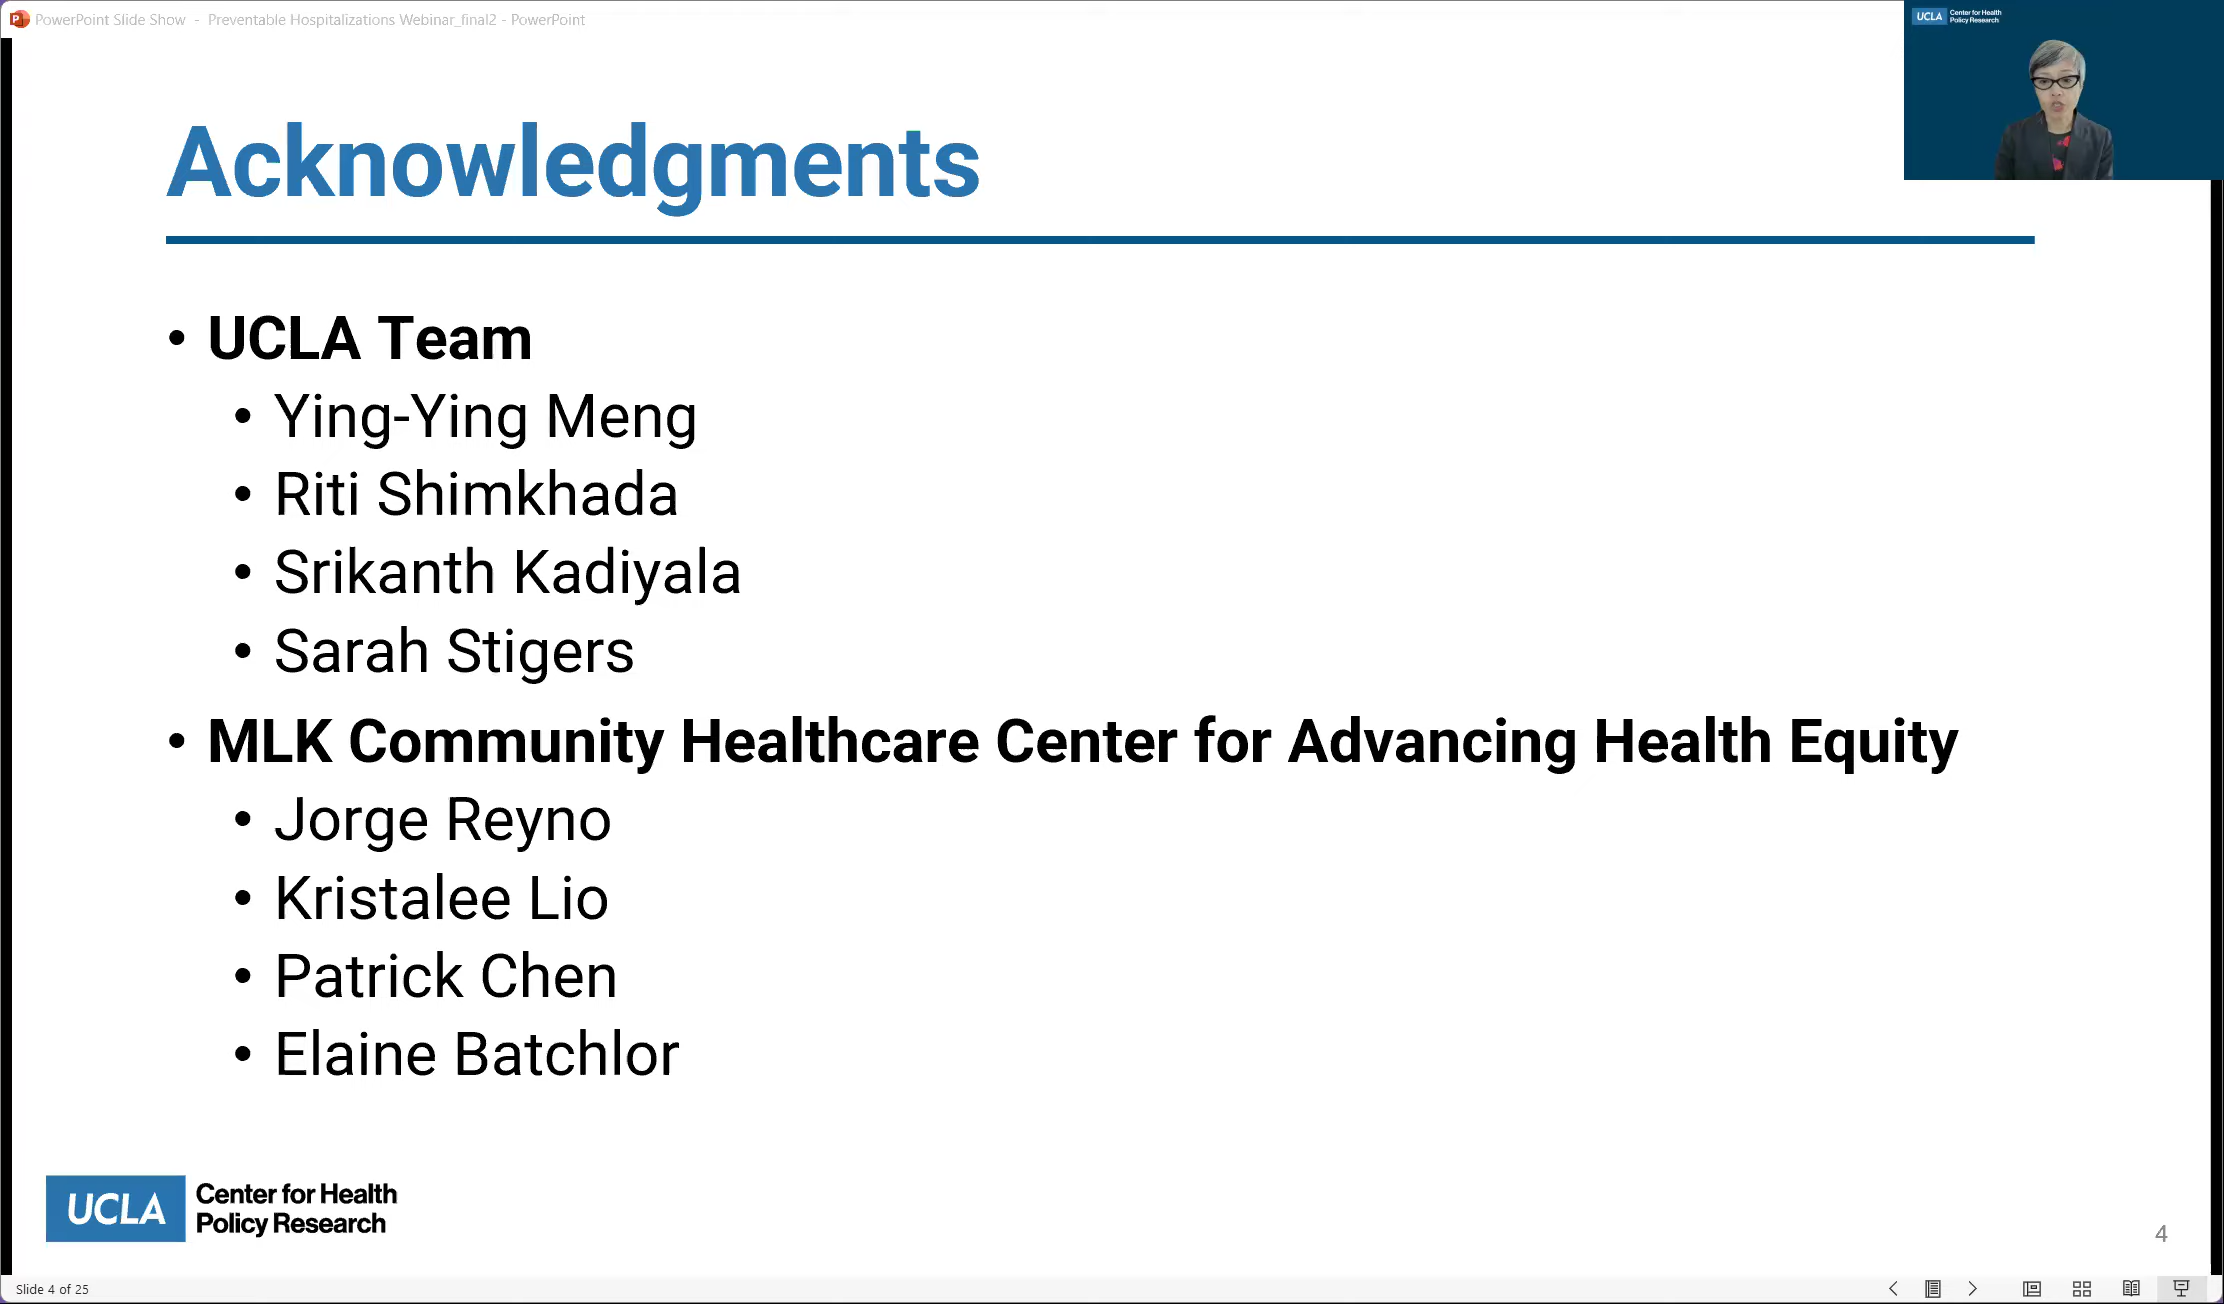 PowerPoint Slide Show - Preventable Hospitalizations Webinar_final2 - PowerPoint
UCLA Center for Health
Policy Research
Acknowledgments
• UCLA Team
• Ying-Ying Meng
• Riti Shimkhada
• Srikanth Kadiyala
• Sarah Stigers
• MLK Community Healthcare Center for Advancing Health Equity
• Jorge Reyno
• Kristalee Lio
• Patrick Chen
• Elaine Batchlor
UCLA Center for Health
Policy Research
4
Slide 4 of 25